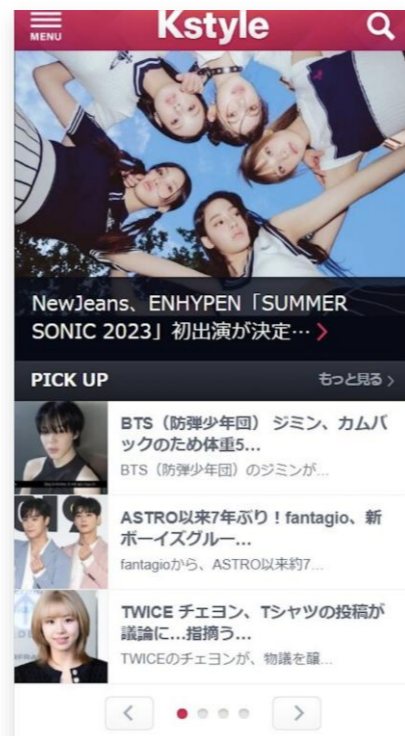 MENU
Kstyle
NewJeans、ENHYPEN「SUMMER
SONIC 2023」初出演が決定…
PICK UP
もっと見る
BTS（防弾少年団） ジミン、カムバ
ックのため体重5...
BTS（防弾少年団）のジミンが...
ASTRO以来7年ぶり！fantagio、新
ボーイズグルー...
fantagioから、ASTRO以来約7...
TWICE チェヨン、Tシャツの投稿が
議論に…指摘う...
TWICEのチェヨンが、物議を醸...